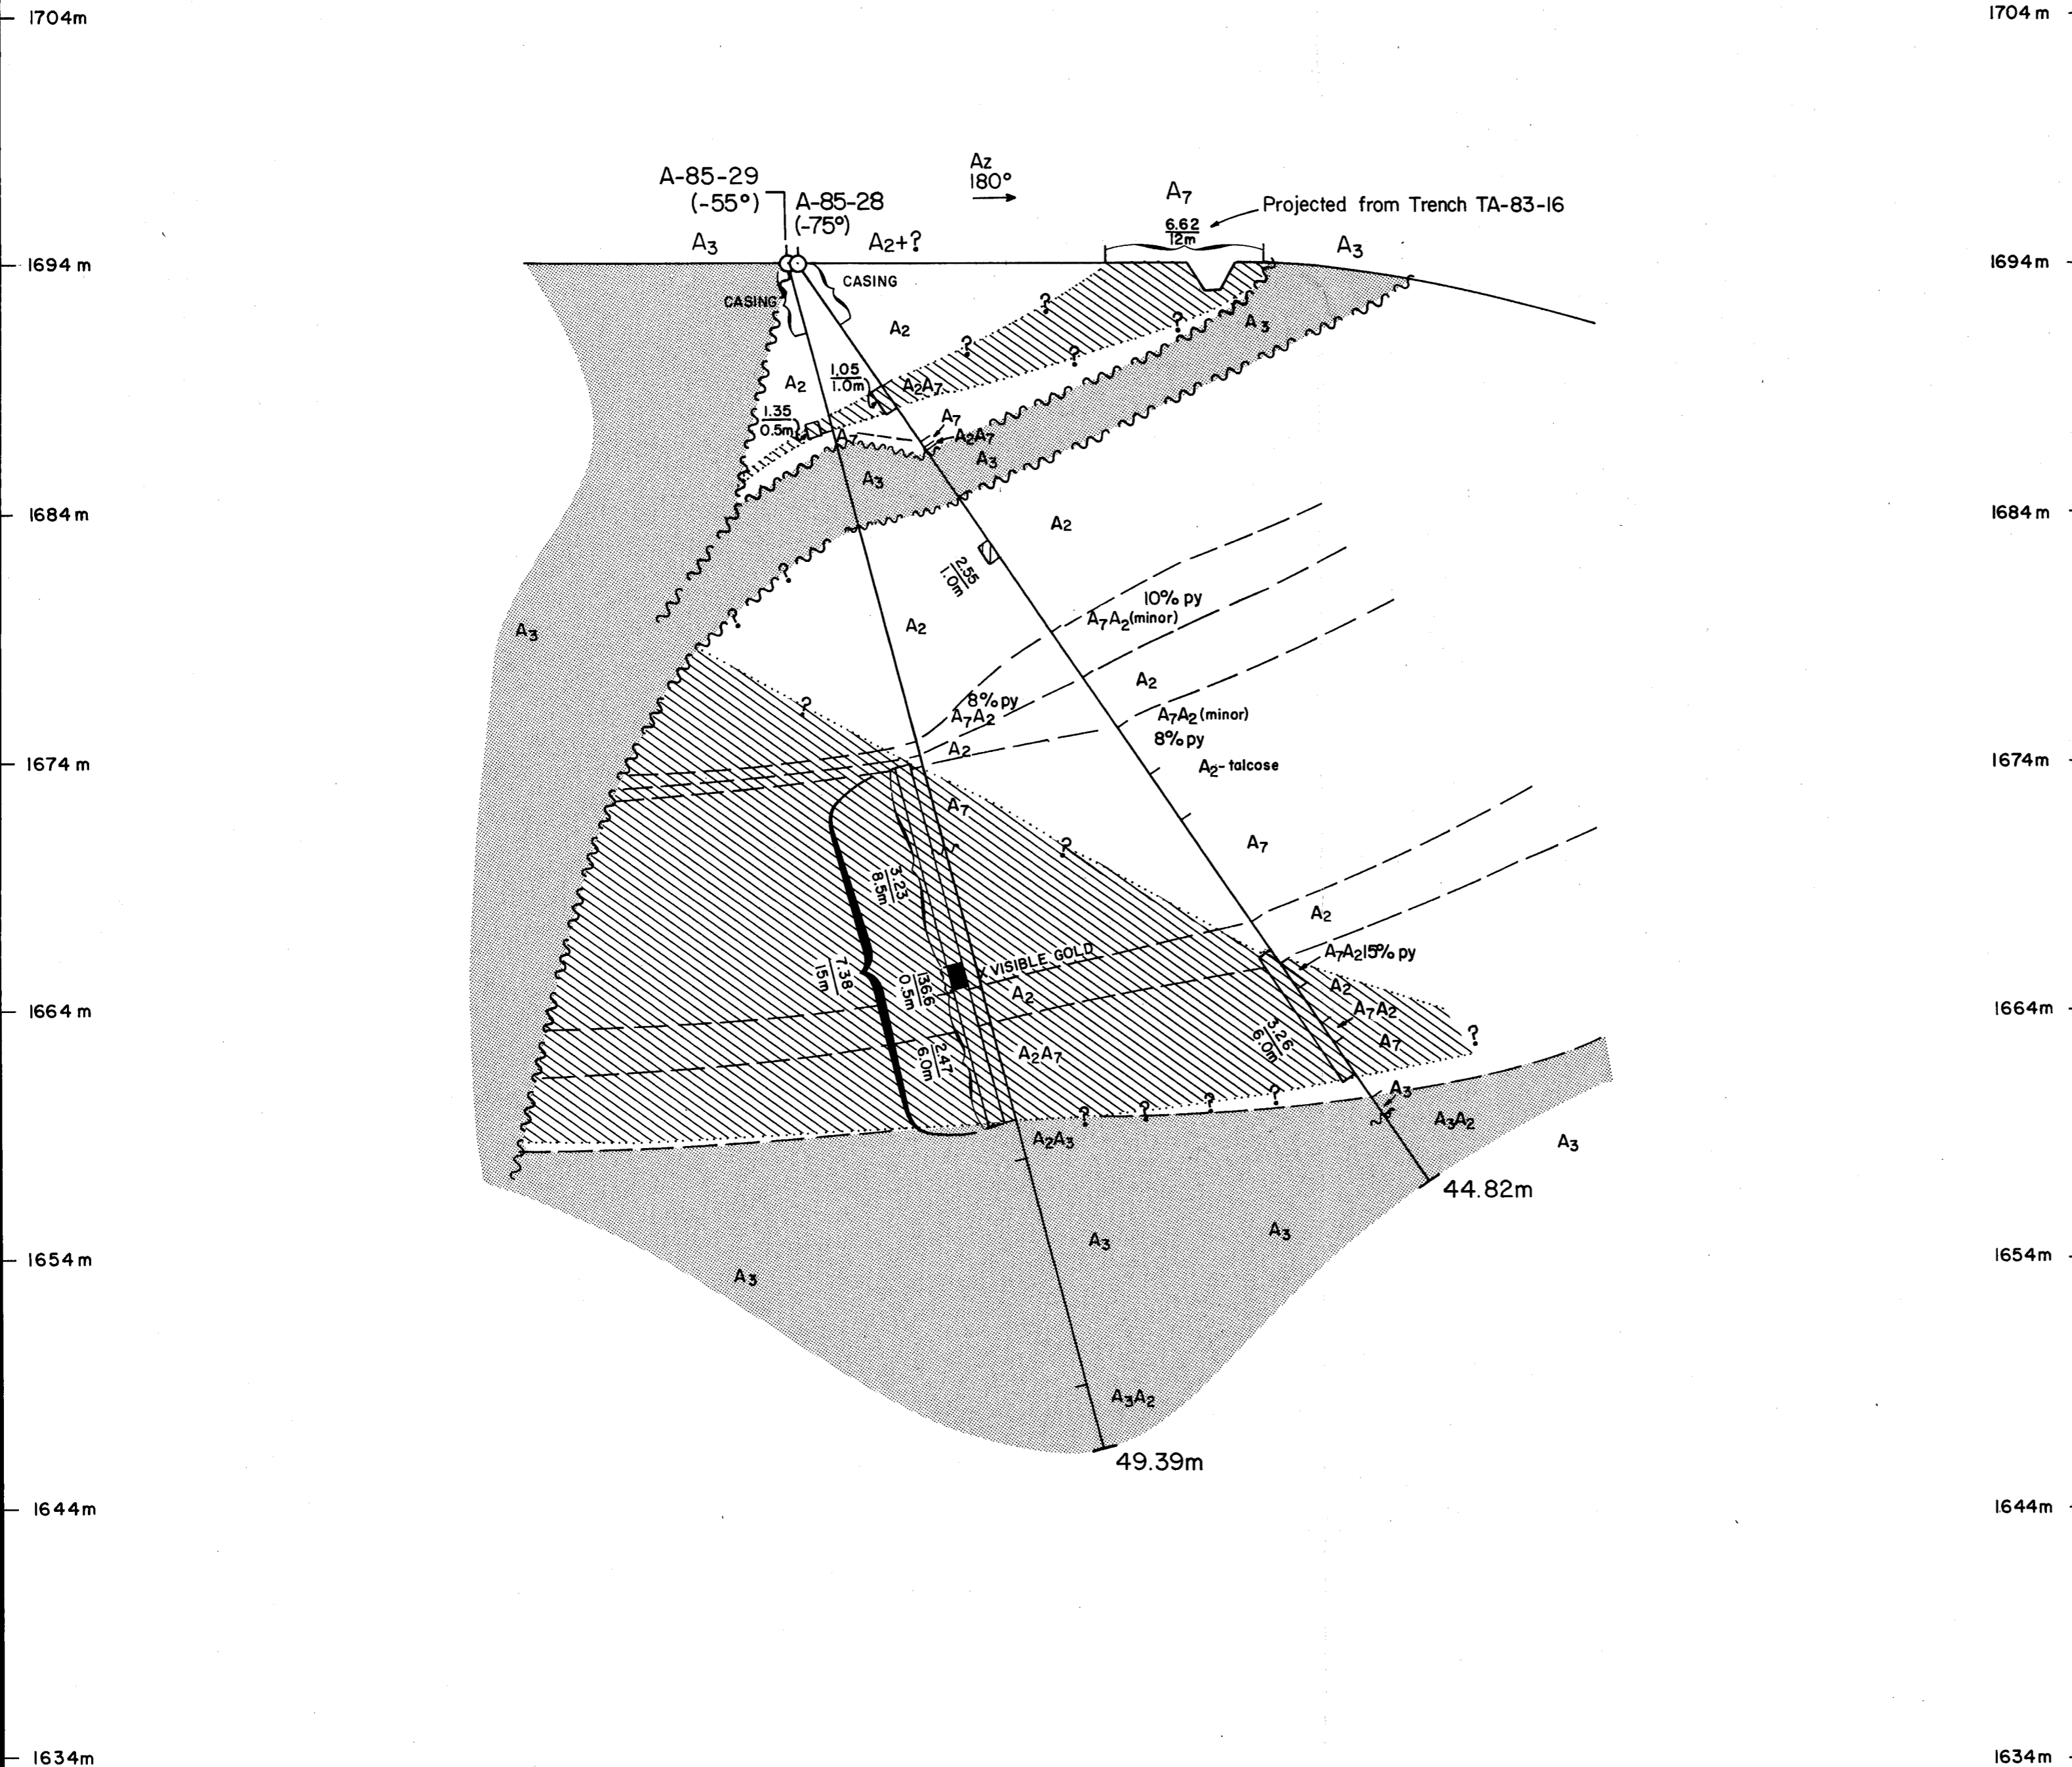 1704m
1704 m
A-85-29
(-55°)
A-85-28
(-75°)
Az
180°
A7
Projected from Trench TA-83-16
6.62
12m
A3
A2+?
A3
1694 m
1694m
CASING
CASING
A2
?
?
?
?
A3
A2
1.05
1.0m
A2A7
1.35
0.5m
A7
A7
A2A7
A3
A3
1684 m
1684 m
A2
2.55
1.0m
?
10% py
A7A2(minor)
?
A2
A3
A2
8% py
A7A2
?
A7A2(minor)
8% py
A2
1674 m
1674m
A2-talcose
A7
?
A7
3.23
8.5m
A2
A7A2 15% py
X VISIBLE GOLD
7.38
15m
136.6
0.5m
A2
A2
A7A2
1664 m
1664m
?
3.26
6.0m
A7
2.47
6.0m
A2A7
A3
?
?
?
?
A3A2
A2A3
A3
44.82m
A3
A3
1654m
1654m
A3
A3A2
49.39m
1644m
1644m
1634m
1634m